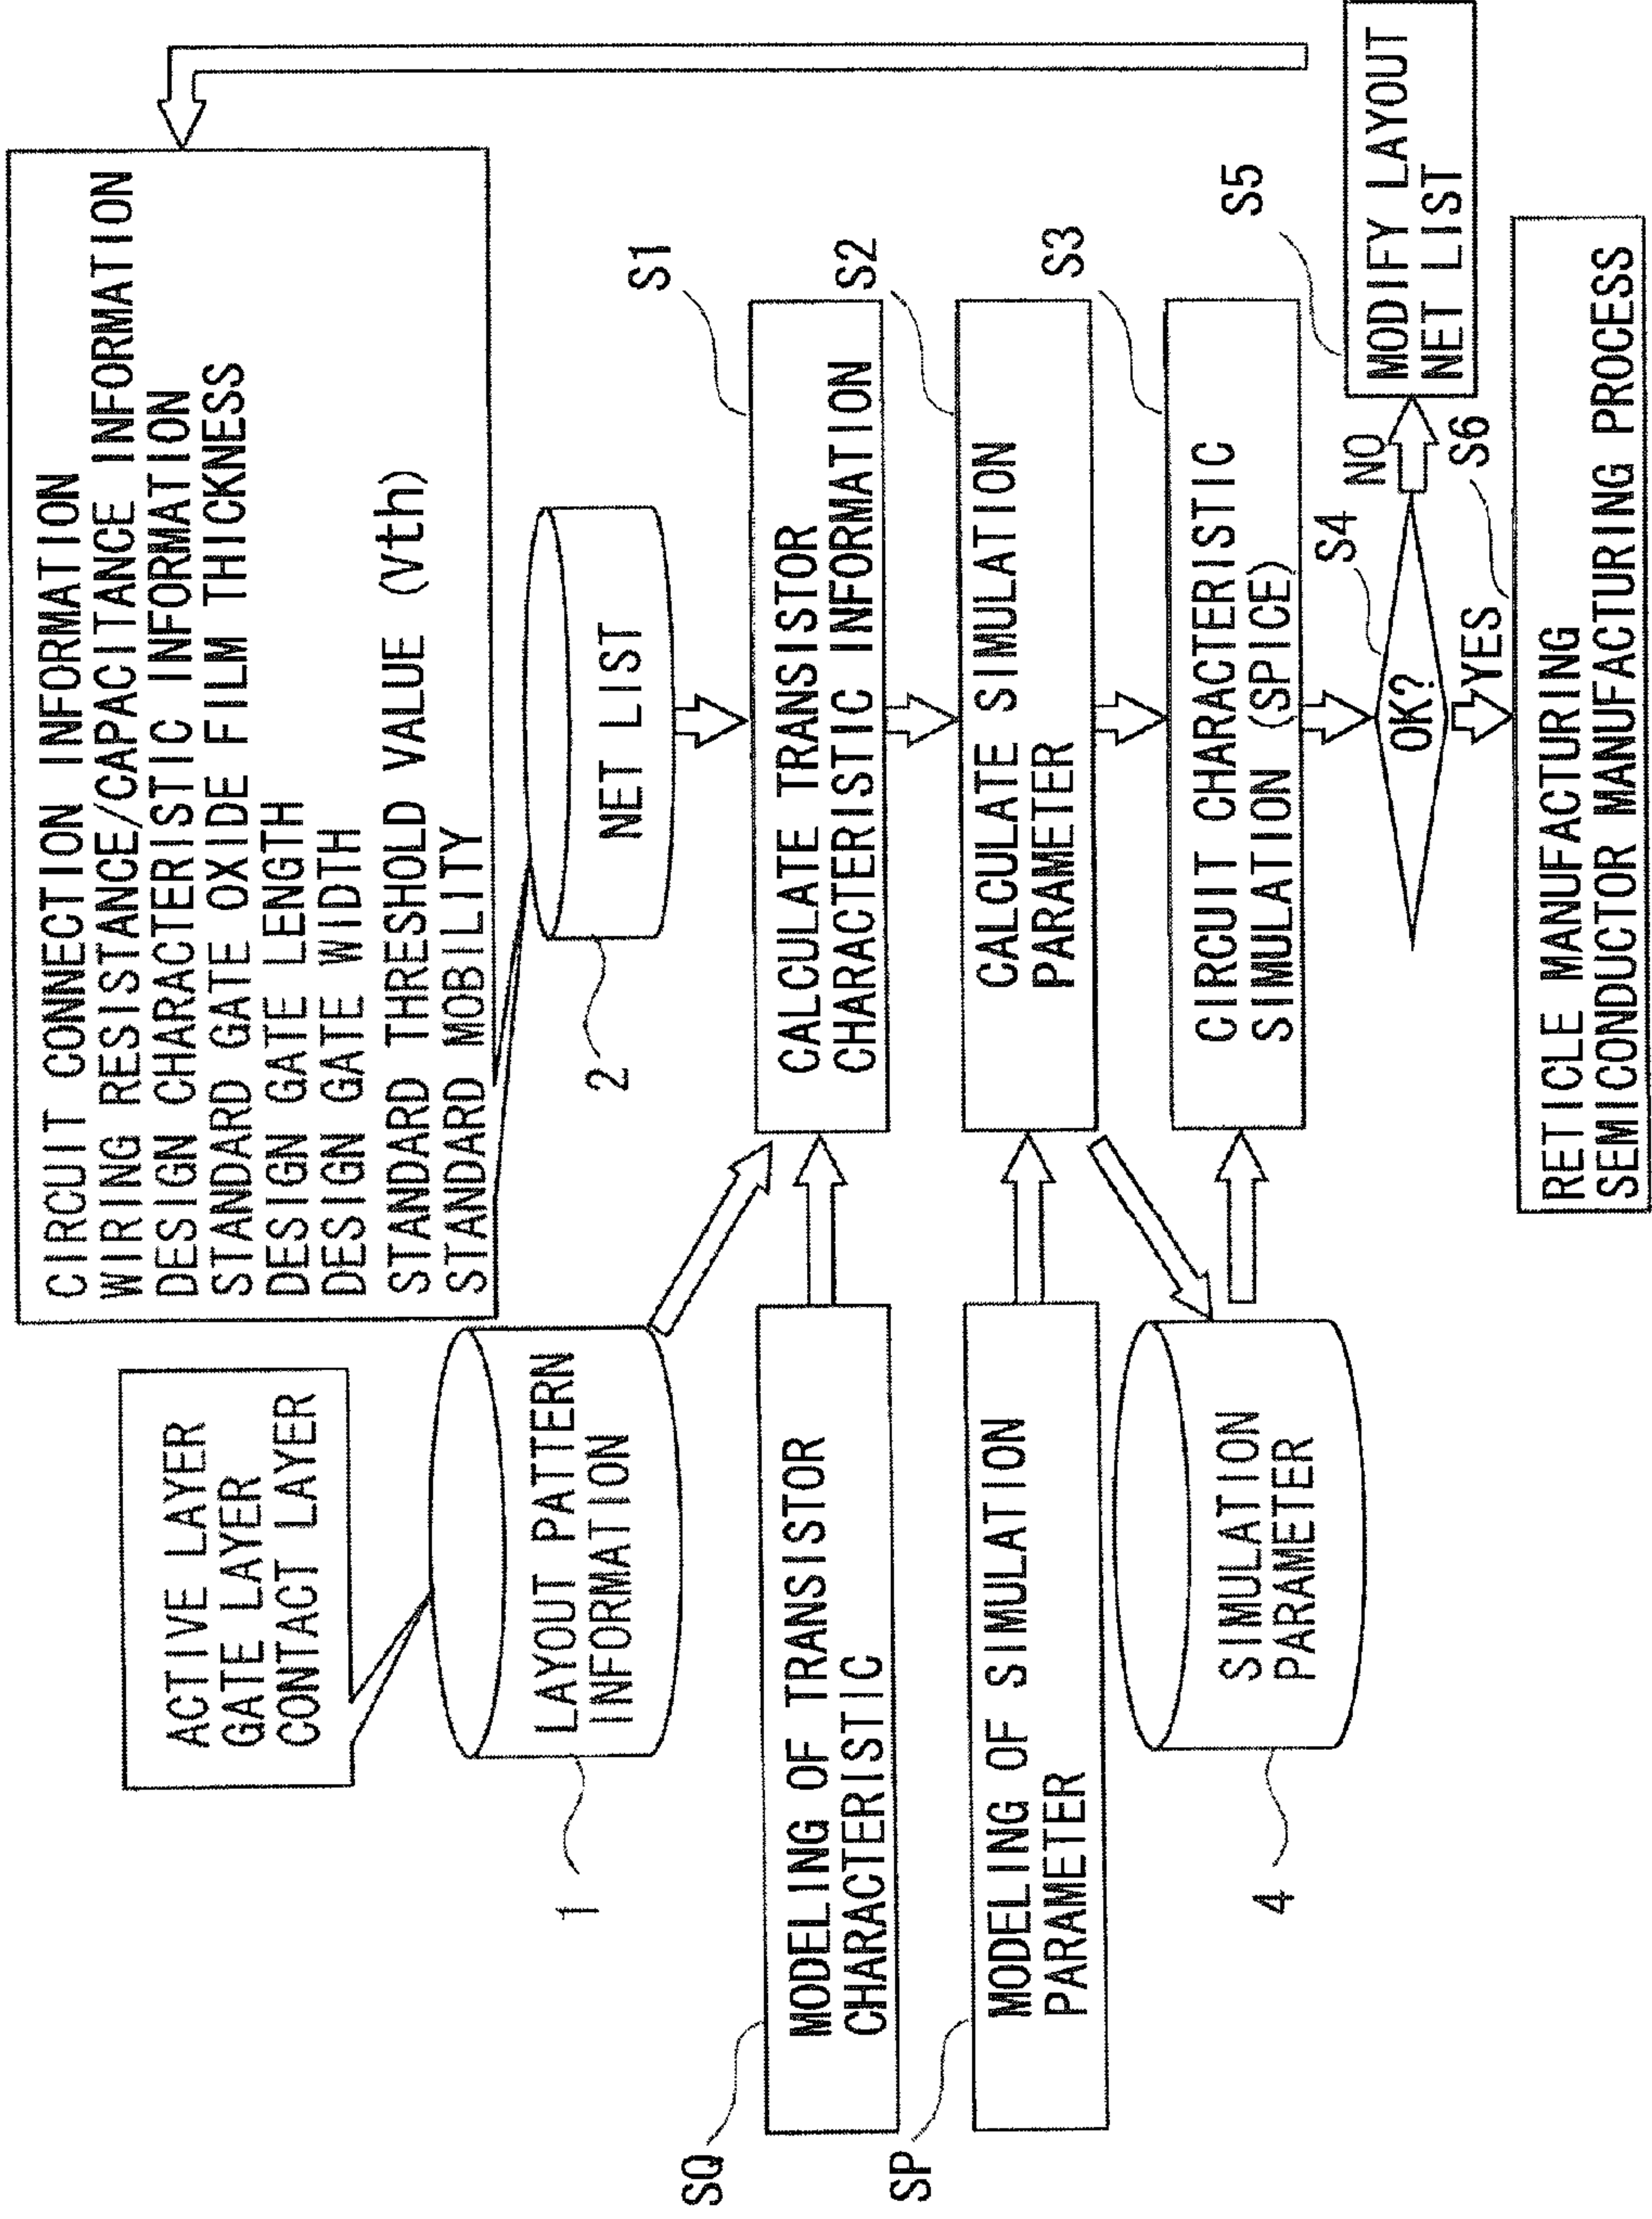 CIRCUIT CONNECTION INFORMATION
WIRING RESISTANCE/CAPACITANCE INFORMATION
DESIGN CHARACTERISTIC INFORMATION
STANDARD GATE OXIDE FILM THICKNESS
DESIGN GATE LENGTH
DESIGN GATE WIDTH
STANDARD THRESHOLD VALUE (Vth)
STANDARD MOBILITY
ACTIVE LAYER
GATE LAYER
CONTACT LAYER
LAYOUT PATTERN
INFORMATION
1
NET LIST
2
SQ
MODELING OF TRANSISTOR
CHARACTERISTIC
S1
CALCULATE TRANSISTOR
CHARACTERISTIC INFORMATION
SP
MODELING OF SIMULATION
PARAMETER
S2
CALCULATE SIMULATION
PARAMETER
SIMULATION
PARAMETER
4
S3
CIRCUIT CHARACTERISTIC
SIMULATION (SPICE)
S4
OK?
NO
S5
MODIFY LAYOUT
NET LIST
YES
S6
RETICLE MANUFACTURING
SEMICONDUCTOR MANUFACTURING PROCESS